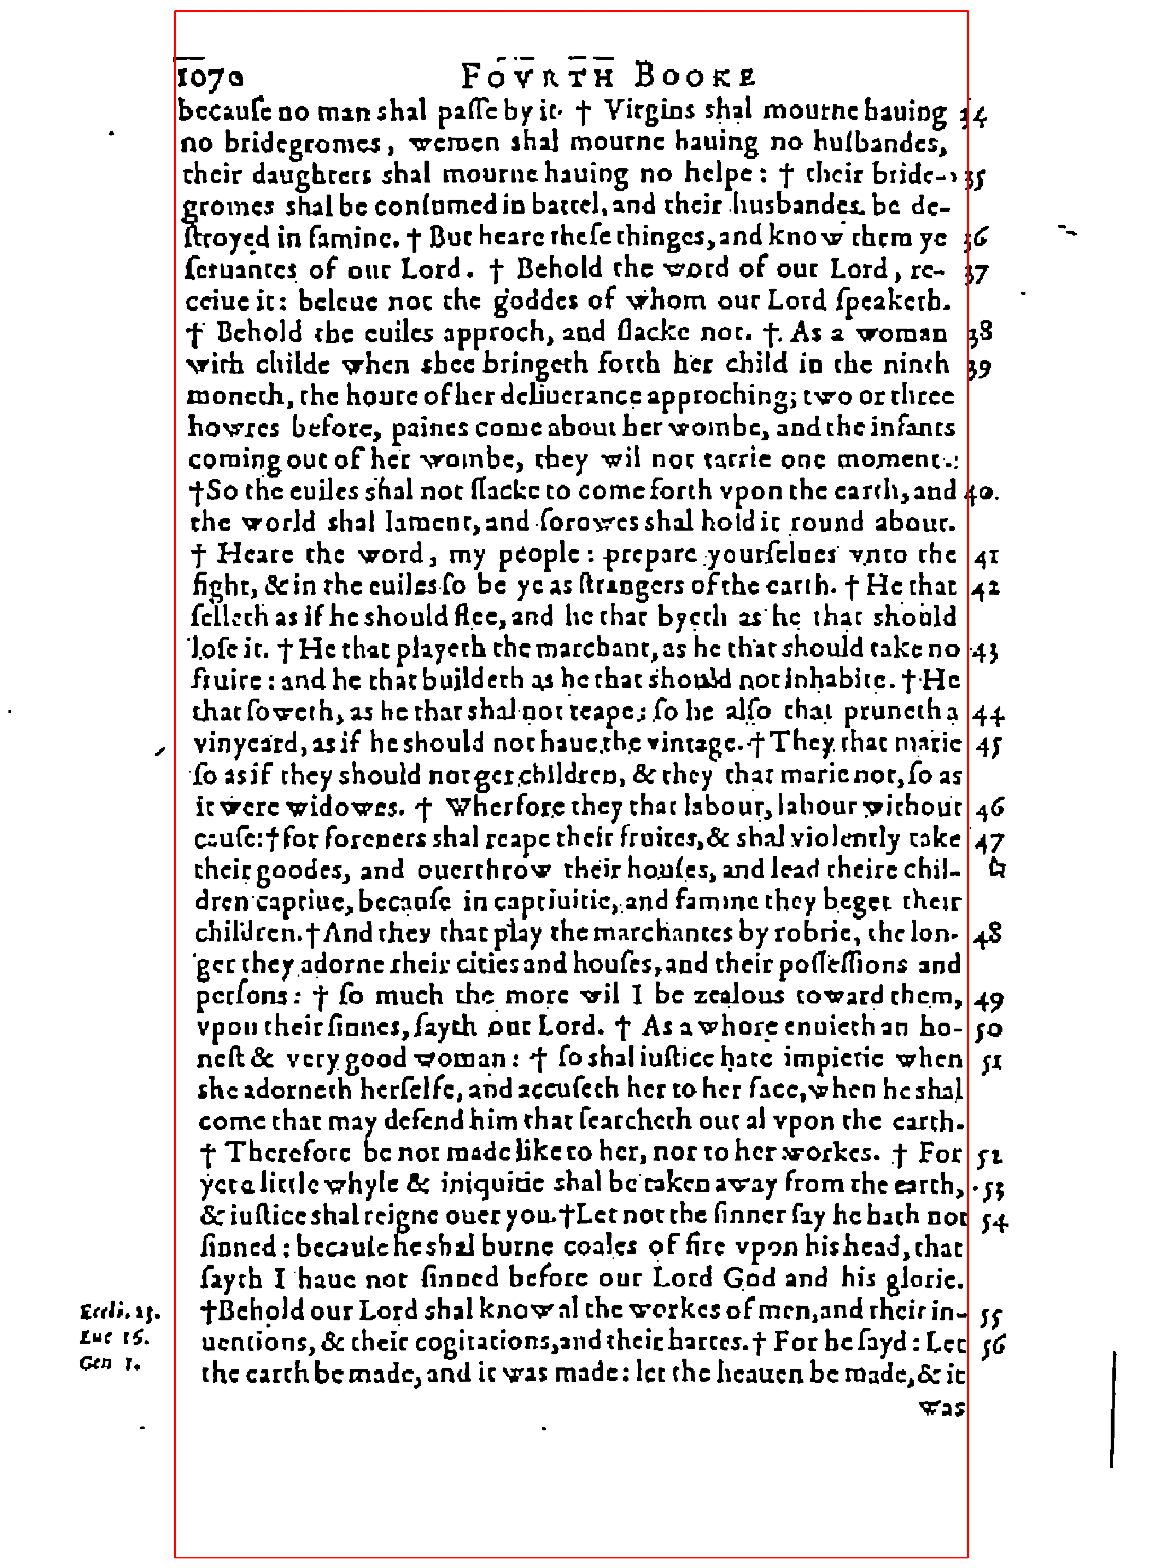 1070 FOVRTH BOOKE
becauſe no man shal paſſe by it. † Virgins shal mourne hauing 34
no bridegromes, wemen shal mourne hauing no huſbandes,
their daughters shal mourne hauing no helpe: † their bride- 35
gromes shal be conſumed in battel, and their husbandes be de-
ſtroyed in famine. † But heare theſe thinges, and know them ye 36
ſeruantes of our Lord. † Behold the word of our Lord, re- 37
ceiue it: beleue not the goddes of whom our Lord ſpeaketh.
† Behold the euiles approch, and ſlacke not. † As a woman 38
with childe when shee bringeth forth her child in the ninth 39
moneth, the houre of her deliuerance approching; two or three
howres before, paines come about her wombe, and the infants
coming out of her wombe, they wil not tarrie one moment.:
†So the euiles shal not ſlacke to come forth vpon the earth, and 40.
the world shal lament, and ſorowes shal hold it round about.
† Heare the word, my people: prepare yourſelues vnto the 41
fight, & in the euiles ſo be ye as ſtrangers of the earth. † He that 42
ſelleth as if he should flee, and he that byeth as he that should
loſe it. † He that playeth the marchant, as he that should take no 43
fruite: and he that buildeth as he that should not inhabite. † He
that ſoweth, as he that shal not reape: ſo he alſo that pruneth a 44
vinyeard, as if he should not haue the vintage. † They that marie 45
ſo as if they should not get children, & they that marie not, ſo as
it were widowes. † Wherfore they that labour, labour without 46
cauſe: † for foreners shal reape their fruites, & shal violently take 47
their goodes, and ouerthrow their houſes, and lead theire chil-
dren captiue, becauſe in captiuitie, and famine they beget their
children. † And they that play the marchantes by robrie, the lon- 48
ger they adorne their cities and houſes, and their poſſeſſions and
perſons: † ſo much the more wil I be zealous toward them, 49
vpon their ſinnes, ſayth our Lord. † As a whore enuieth an ho- 50
neſt & very good woman: † ſo shal iuſtice hate impietie when 51
she adorneth herſelfe, and accuſeth her to her face, when he shal
come that may defend him that ſearcheth out al vpon the earth.
† Therefore be not made like to her, nor to her workes. † For 52
yet a little whyle & iniquitie shal be taken away from the earth, 53
& iuſtice shal reigne ouer you. † Let not the ſinner ſay he hath not 54
ſinned: becauſe he shal burne coales of fire vpon his head, that
ſayth I haue not ſinned before our Lord God and his glorie.
Eccli. 23. †Behold our Lord shal know al the workes of men, and their in- 55
Luc 16. uentions, & their cogitations, and their hartes. † For he ſayd: Let 56
Gen 1. the earth be made, and it was made: let the heauen be made, & it
was